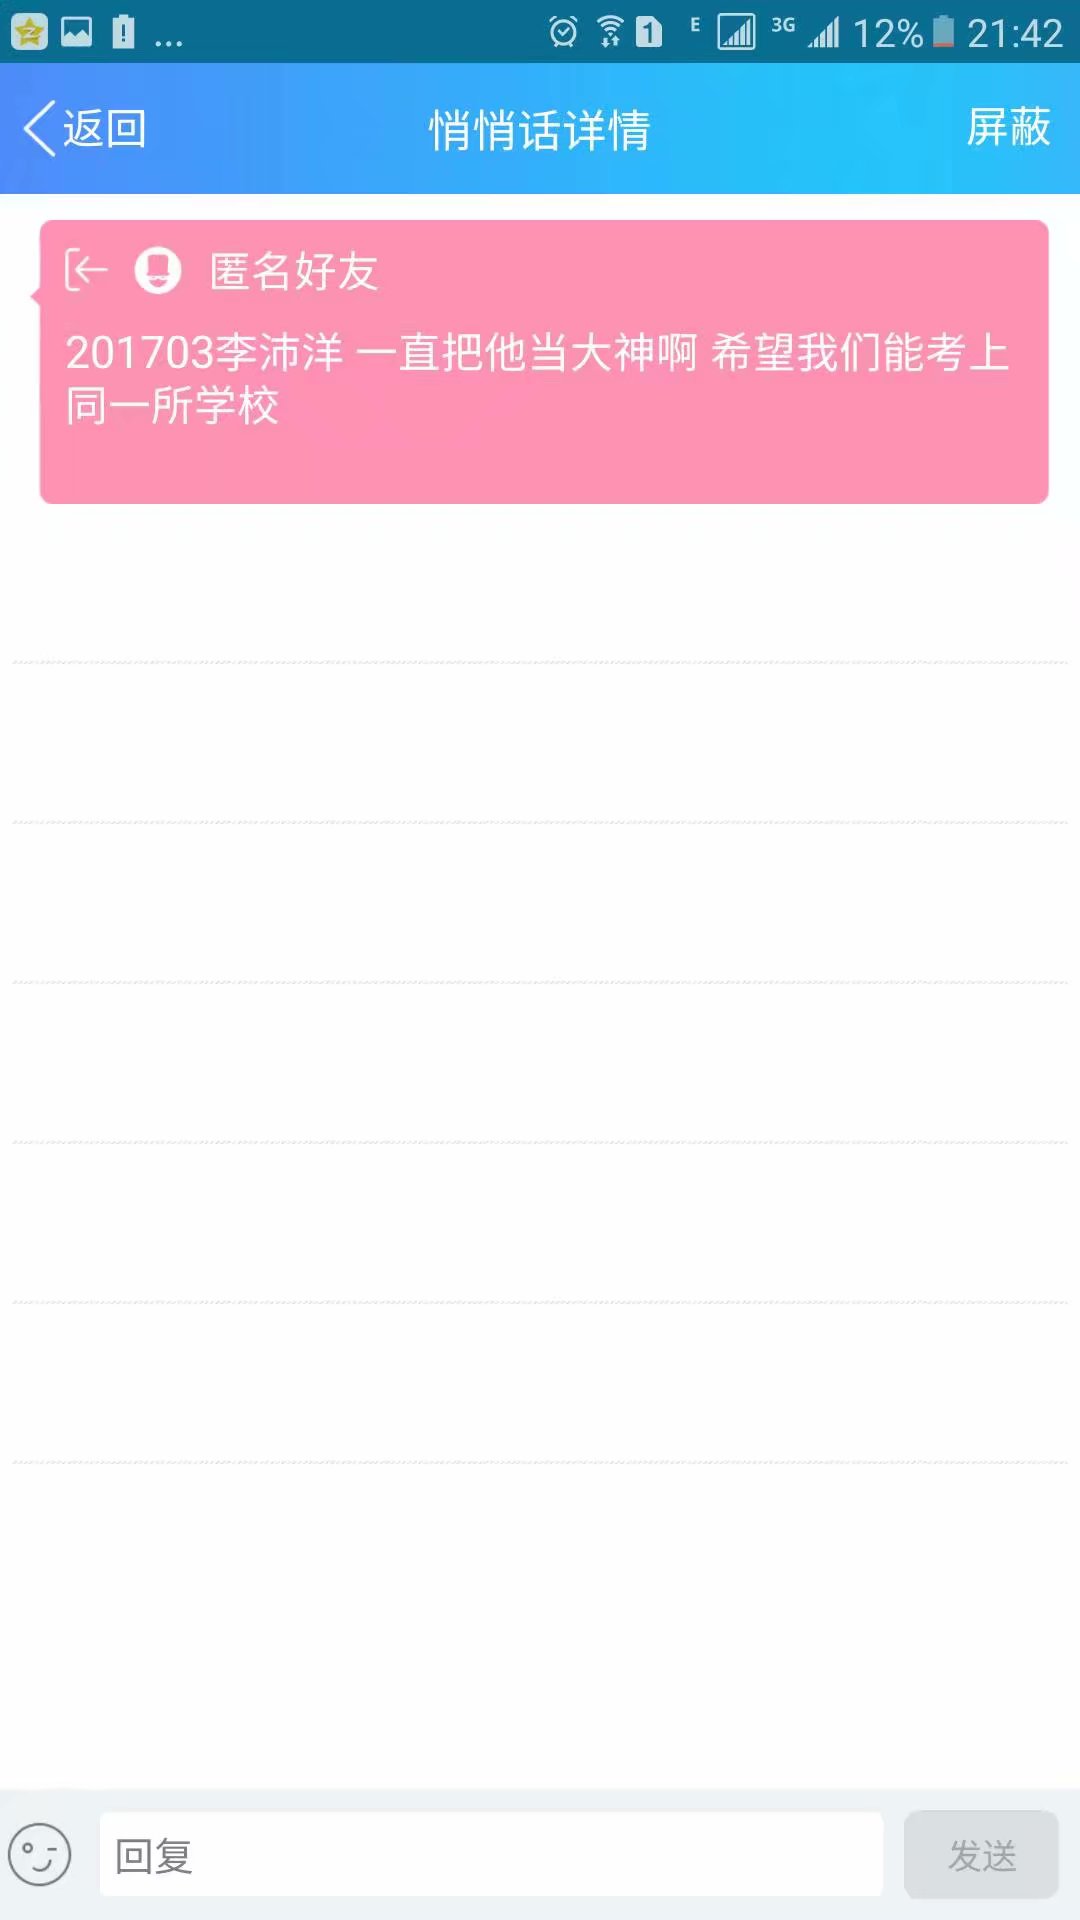 ... 1 E 3G 12% 21:42
返回 悄悄话详情 屏蔽
匿名好友
201703李沛洋 一直把他当大神啊 希望我们能考上
同一所学校
回复 发送